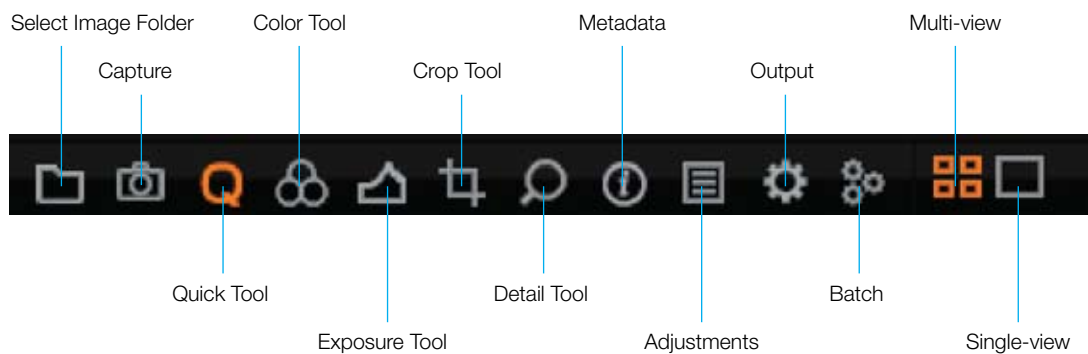 Select Image Folder Color Tool Metadata Multi-view
Capture Crop Tool Output
Q
Quick Tool Detail Tool Batch
Exposure Tool Adjustments Single-view